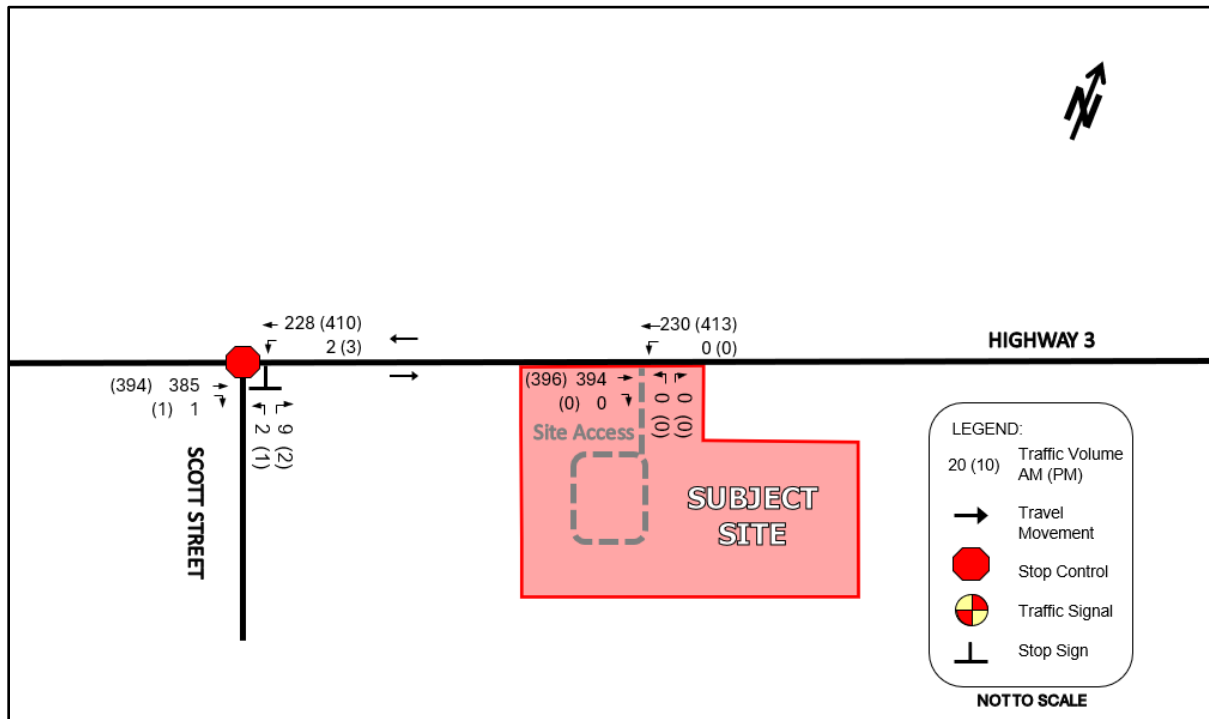 N
228 (410)
2 (3)
230 (413)
0 (0)
HIGHWAY 3
(394) 385
(1) 1
2 (1)
9 (2)
(396) 394
(0) 0
0 (0)
0 (0)
Site Access
SCOTT STREET
SUBJECT
SITE
LEGEND:
20 (10)
Traffic Volume
AM (PM)
Travel
Movement
Stop Control
Traffic Signal
Stop Sign
NOT TO SCALE